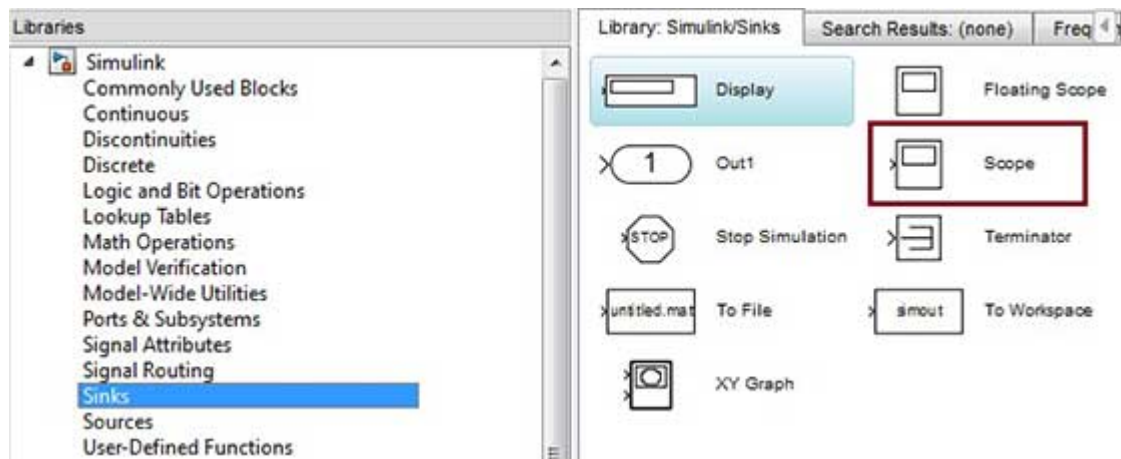 Libraries
Simulink
Commonly Used Blocks
Continuous
Discontinuities
Discrete
Logic and Bit Operations
Lookup Tables
Math Operations
Model Verification
Model-Wide Utilities
Ports & Subsystems
Signal Attributes
Signal Routing
Sinks
Sources
User-Defined Functions
Library: Simulink/Sinks Search Results: (none) Freq
Display Floating Scope
1 Out1 Scope
STOP Stop Simulation Terminator
untitled.mat To File simout To Workspace
XY Graph